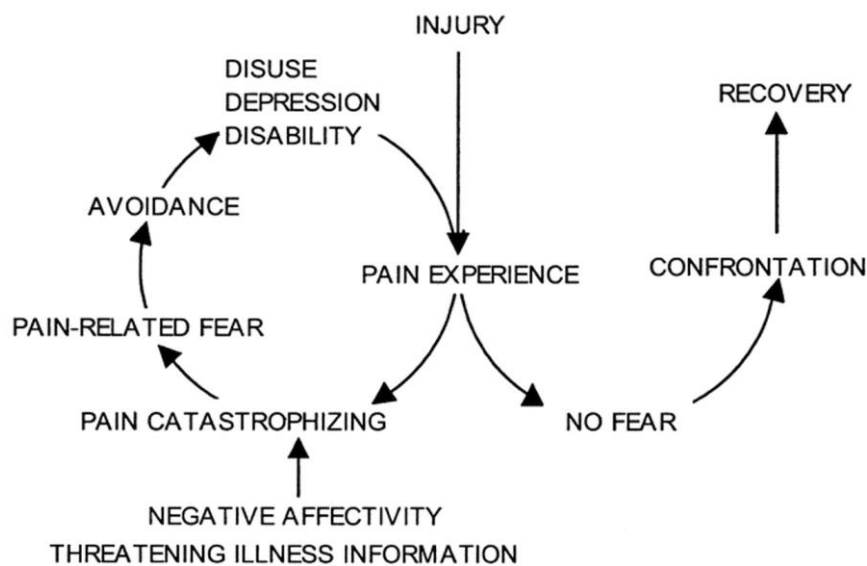 INJURY
DISUSE
DEPRESSION
DISABILITY
RECOVERY
AVOIDANCE
PAIN EXPERIENCE
CONFRONTATION
PAIN-RELATED FEAR
PAIN CATASTROPHIZING
NO FEAR
NEGATIVE AFFECTIVITY
THREATENING ILLNESS INFORMATION